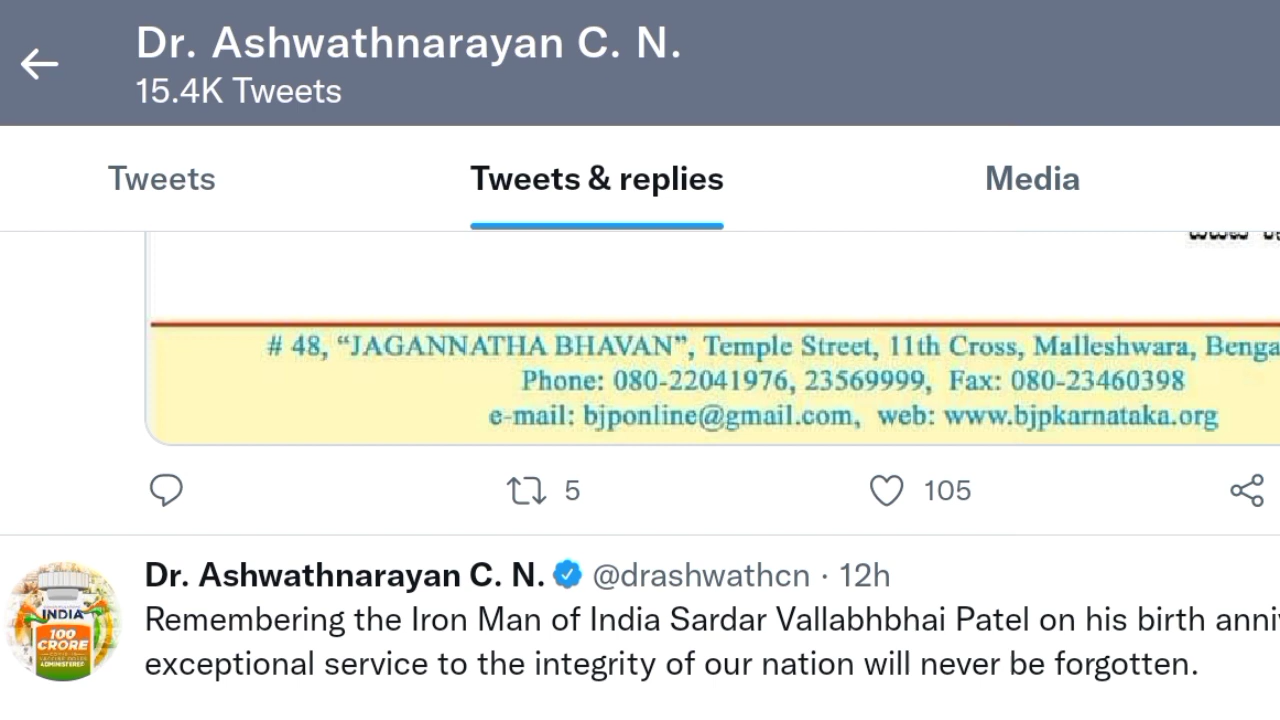 Dr. Ashwathnarayan C. N.
15.4K Tweets
Tweets Tweets & replies Media
# 48, “JAGANNATHA BHAVAN”, Temple Street, 11th Cross, Malleshwara, Benga
Phone: 080-22041976, 23569999, Fax: 080-23460398
e-mail: bjponline@gmail.com, web: www.bjpkarnataka.org
5 105
Dr. Ashwathnarayan C. N. @drashwathcn · 12h
Remembering the Iron Man of India Sardar Vallabhbhai Patel on his birth anniv
exceptional service to the integrity of our nation will never be forgotten.
INDIA
100
CRORE
ADMINISTERED